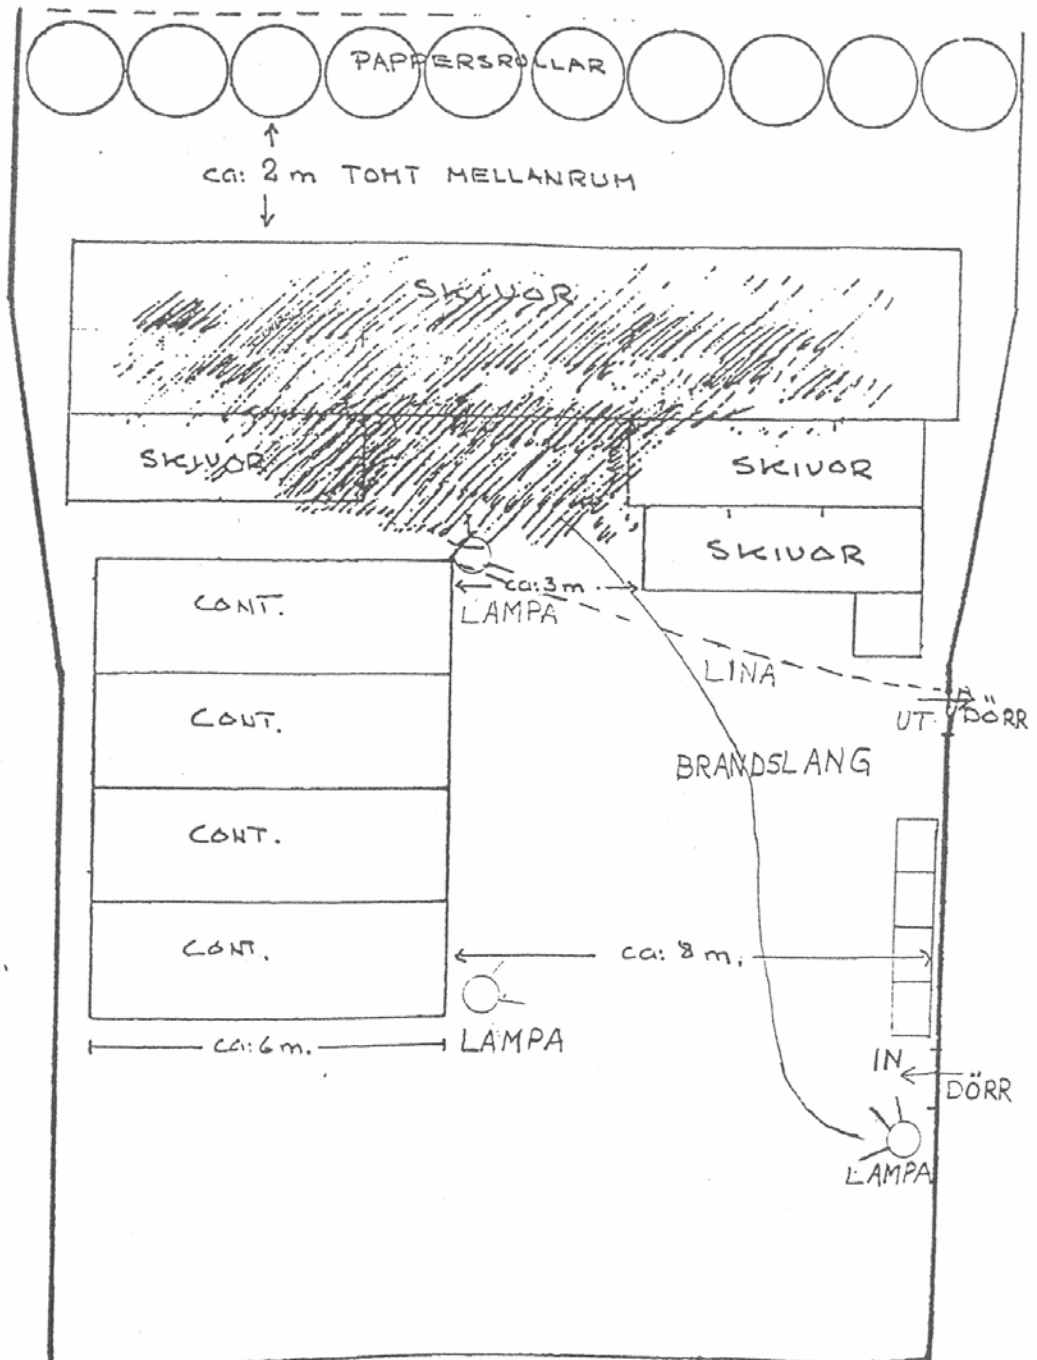 PAPPERSRULLAR
ca: 2 m TOMT MELLANRUM
SKIVOR
SKIVOR
SKIVOR
SKIVOR
CONT.
ca: 3 m
LAMPA
LINA
UT
DÖRR
CONT.
BRANDSLANG
CONT.
CONT.
ca: 8 m.
LAMPA
ca: 6 m.
IN
DÖRR
LAMPA